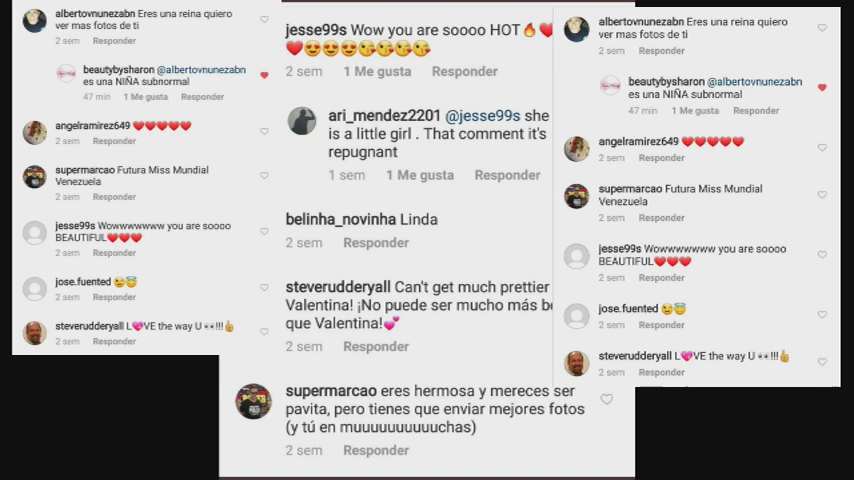 albertovnunezabn Eres una reina quiero
ver mas fotos de ti
2 sem Responder
beautybysharon @albertovnunezabn
es una NIÑA subnormal
47 min 1 Me gusta Responder
angelramirez649 ❤️❤️❤️❤️❤️
2 sem Responder
supermarcao Futura Miss Mundial
Venezuela
2 sem Responder
jesse99s Wowwwwwww you are soooo
BEAUTIFUL❤️❤️❤️
2 sem Responder
jose.fuented 😉😇
2 sem Responder
steverudderyall L💖VE the way U 👀!!!👍
2 sem Responder
jesse99s Wow you are soooo HOT🔥❤️
❤️😍😍😍😘😘😘😘
2 sem 1 Me gusta Responder
ari_mendez2201 @jesse99s she
is a little girl . That comment it's
repugnant
1 sem 1 Me gusta Responder
belinha_novinha Linda
2 sem Responder
steverudderyall Can't get much prettier
Valentina! ¡No puede ser mucho más be
que Valentina!💕
2 sem Responder
supermarcao eres hermosa y mereces ser
pavita, pero tienes que enviar mejores fotos
(y tú en muuuuuuuuuuchas)
2 sem Responder
albertovnunezabn Eres una reina quiero
ver mas fotos de ti
2 sem Responder
beautybysharon @albertovnunezabn
es una NIÑA subnormal
47 min 1 Me gusta Responder
angelramirez649 ❤️❤️❤️❤️❤️
2 sem Responder
supermarcao Futura Miss Mundial
Venezuela
2 sem Responder
jesse99s Wowwwwwww you are soooo
BEAUTIFUL❤️❤️❤️
2 sem Responder
jose.fuented 😉😇
2 sem Responder
steverudderyall L💖VE the way U 👀!!!👍
2 sem Responder